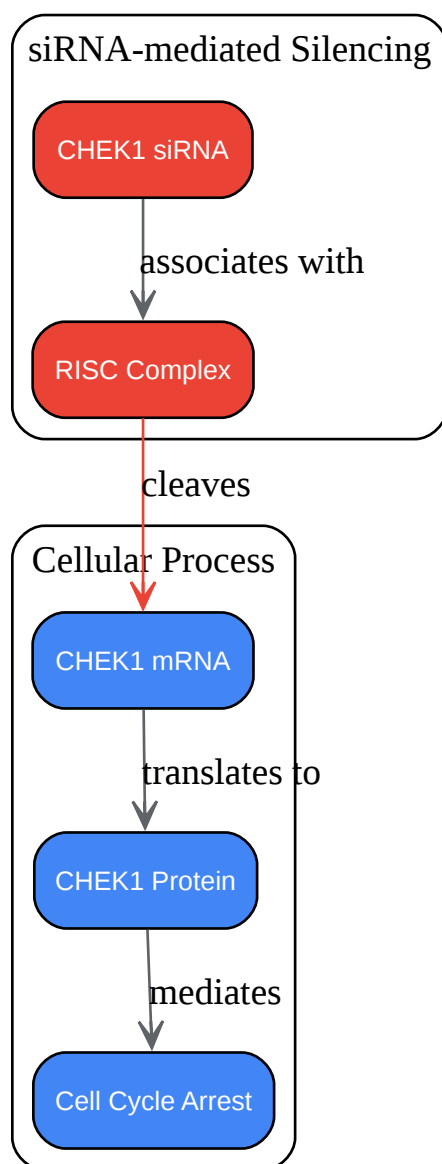 siRNA-mediated Silencing
CHEK1 siRNA
associates with
RISC Complex
cleaves
Cellular Process
CHEK1 mRNA
translates to
CHEK1 Protein
mediates
Cell Cycle Arrest